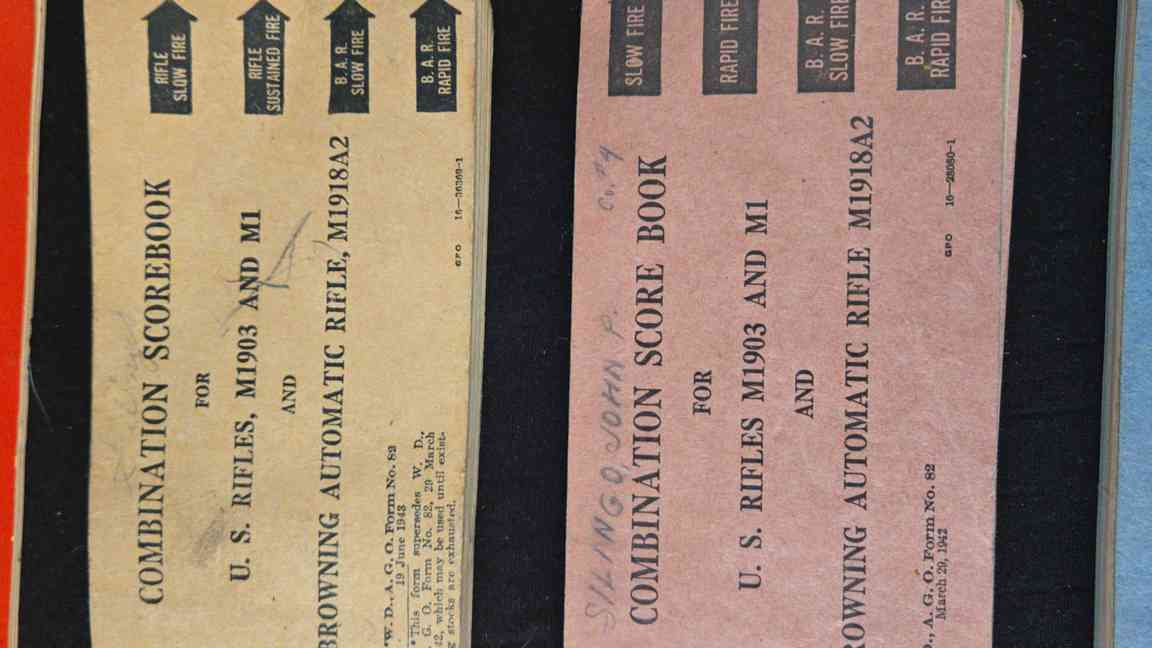 RIFLE
SLOW FIRE
RIFLE
SUSTAINED FIRE
B. A. R.
SLOW FIRE
B. A. R.
RAPID FIRE
COMBINATION SCOREBOOK
FOR
U. S. RIFLES, M1903 AND M1
AND
BROWNING AUTOMATIC RIFLE, M1918A2
*W. D., A. G. O. Form No. 82
19 June 1943
*This form supersedes W. D.,
G. O. Form No. 82, 29 March
42, which may be used until exist-
stocks are exhausted.
GPO 16—36369-1
SLOW FIRE
RAPID FIRE
B. A. R.
SLOW FIRE
B. A. R.
RAPID FIRE
SILINGO, JOHN P. Co. #4
COMBINATION SCORE BOOK
FOR
U. S. RIFLES M1903 AND M1
AND
ROWNING AUTOMATIC RIFLE M1918A2
D., A. G. O. Form No. 82
March 29, 1942
GPO 16—28080-1